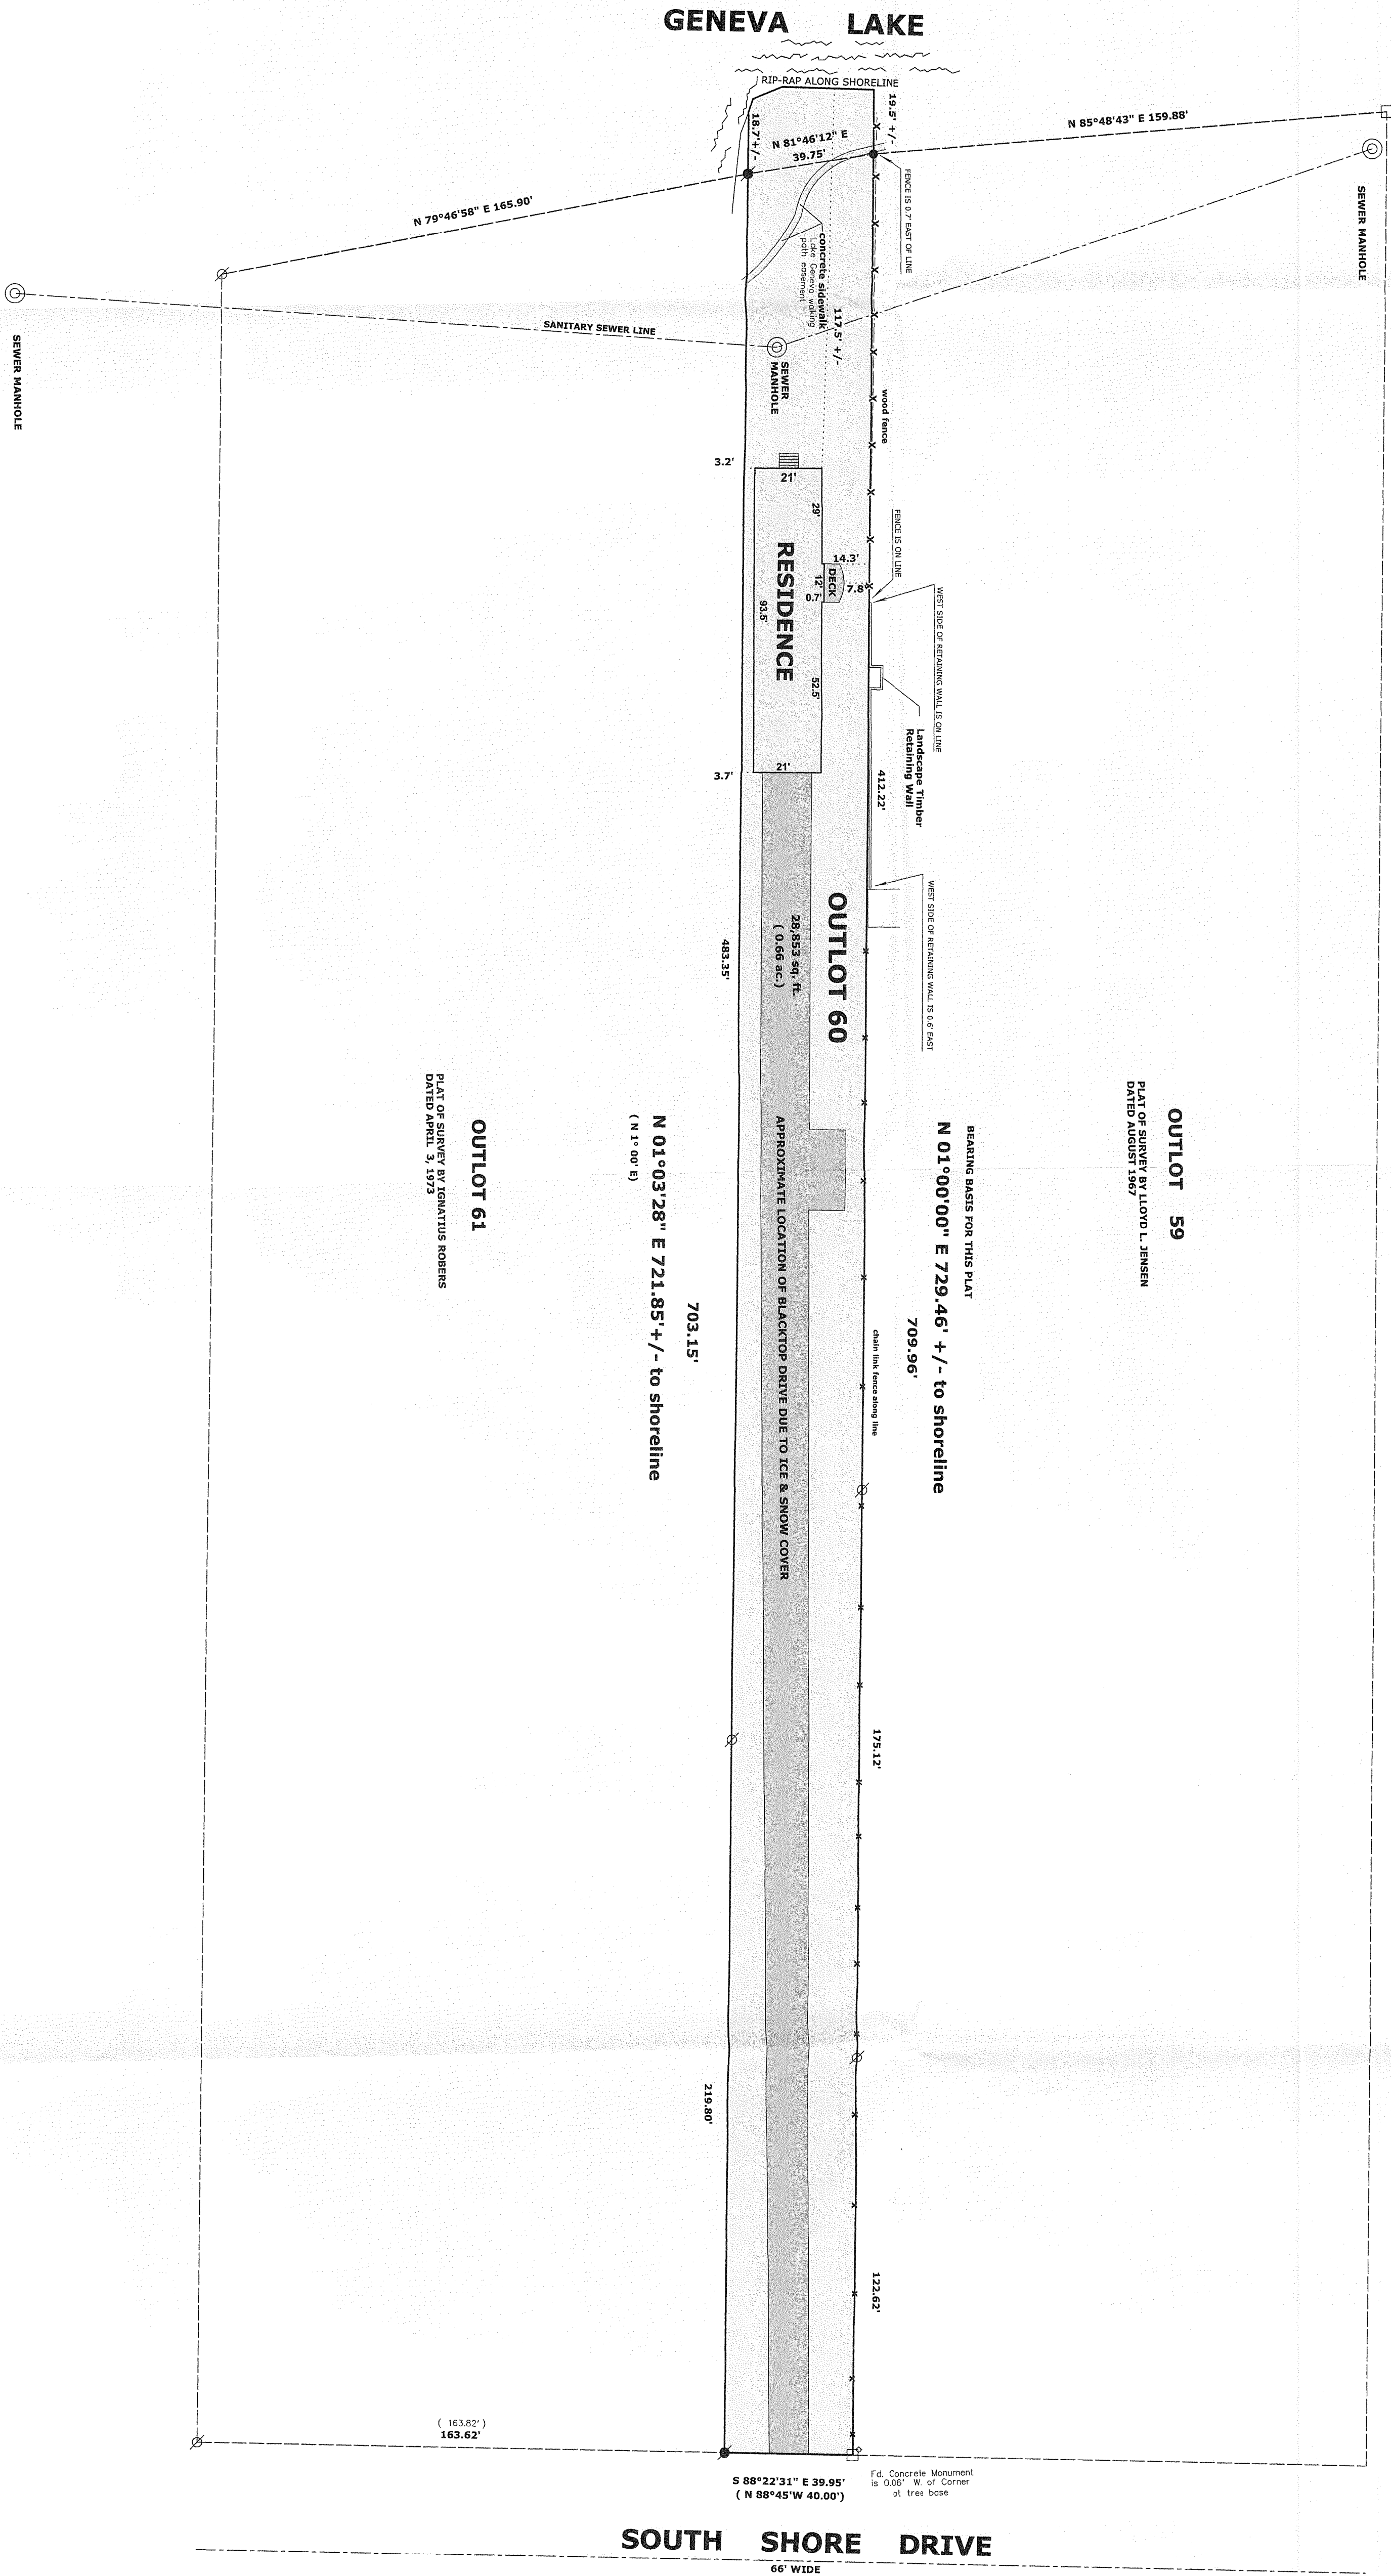 GENEVA LAKE
RIP-RAP ALONG SHORELINE
18.7'+/-
N 81°46'12" E
39.75'
19.5' +/-
N 85°48'43" E 159.88'
N 79°46'58" E 165.90'
FENCE IS 0.7' EAST OF LINE
SEWER MANHOLE
concrete sidewalk
Lake Geneva walking
path easement
117.5' +/-
SANITARY SEWER LINE
SEWER MANHOLE
SEWER
MANHOLE
wood fence
3.2'
21'
29'
FENCE IS ON LINE
14.3'
DECK
12'
0.7'
7.8'
RESIDENCE
93.5'
52.5'
WEST SIDE OF RETAINING WALL IS ON LINE
Landscape Timber
Retaining Wall
21'
3.7'
412.22'
WEST SIDE OF RETAINING WALL IS 0.6' EAST
OUTLOT 60
28,853 sq. ft.
( 0.66 ac.)
483.35'
OUTLOT 61
PLAT OF SURVEY BY IGNATIUS ROBERS
DATED APRIL 3, 1973
N 01°03'28" E 721.85'+/- to shoreline
( N 1° 00' E)
703.15'
APPROXIMATE LOCATION OF BLACKTOP DRIVE DUE TO ICE & SNOW COVER
BEARING BASIS FOR THIS PLAT
N 01°00'00" E 729.46' +/- to shoreline
709.96'
chain link fence along line
OUTLOT 59
PLAT OF SURVEY BY LLOYD L. JENSEN
DATED AUGUST 1967
175.12'
219.80'
122.62'
( 163.82' )
163.62'
S 88°22'31" E 39.95'
( N 88°45'W 40.00')
Fd. Concrete Monument
is 0.06' W. of Corner
at tree base
SOUTH SHORE DRIVE
66' WIDE